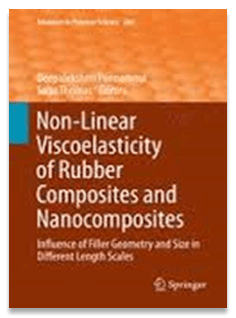 Advances in Polymer Science 264
Deepalekshmi Ponnamma
Sabu Thomas Editors
Non-Linear
Viscoelasticity
of Rubber
Composites and
Nanocomposites
Influence of Filler Geometry and Size in
Different Length Scales
Springer